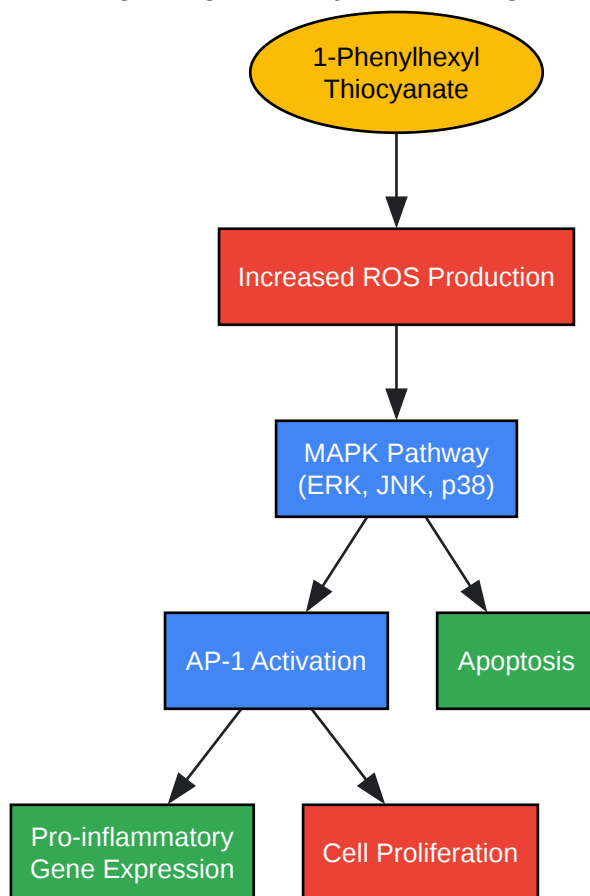 1-Phenylhexyl
Thiocyanate
Increased ROS Production
MAPK Pathway
(ERK, JNK, p38)
AP-1 Activation
Apoptosis
Pro-inflammatory
Gene Expression
Cell Proliferation